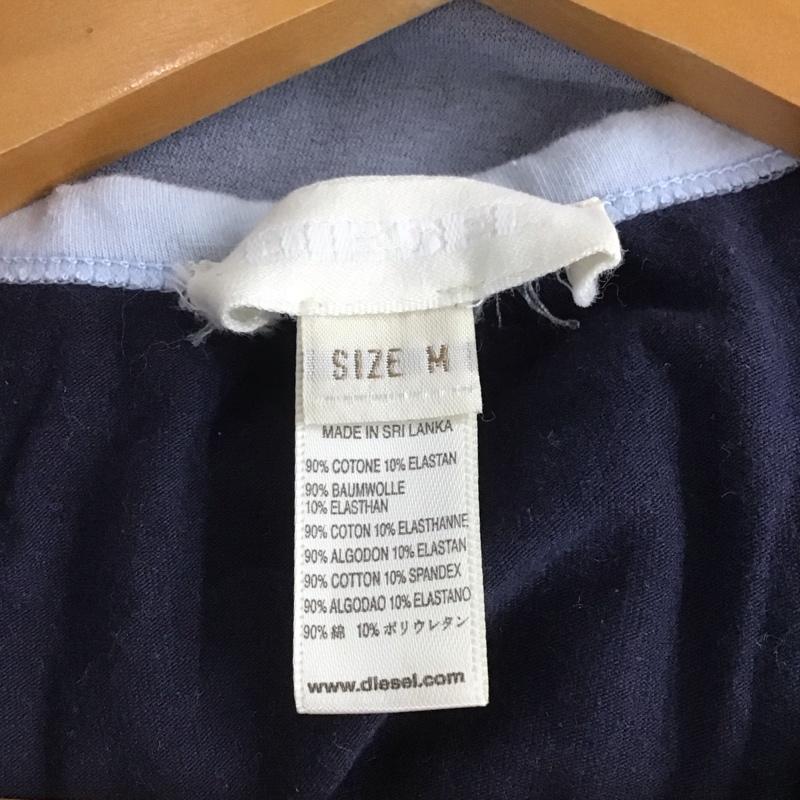 SIZE M
MADE IN SRI LANKA
90% COTONE 10% ELASTAN
90% BAUMWOLLE
10% ELASTHAN
90% COTON 10% ELASTHANNE
90% ALGODON 10% ELASTAN
90% COTTON 10% SPANDEX
90% ALGODAO 10% ELASTANO
90% 綿 10% ポリウレタン
www.diesel.com